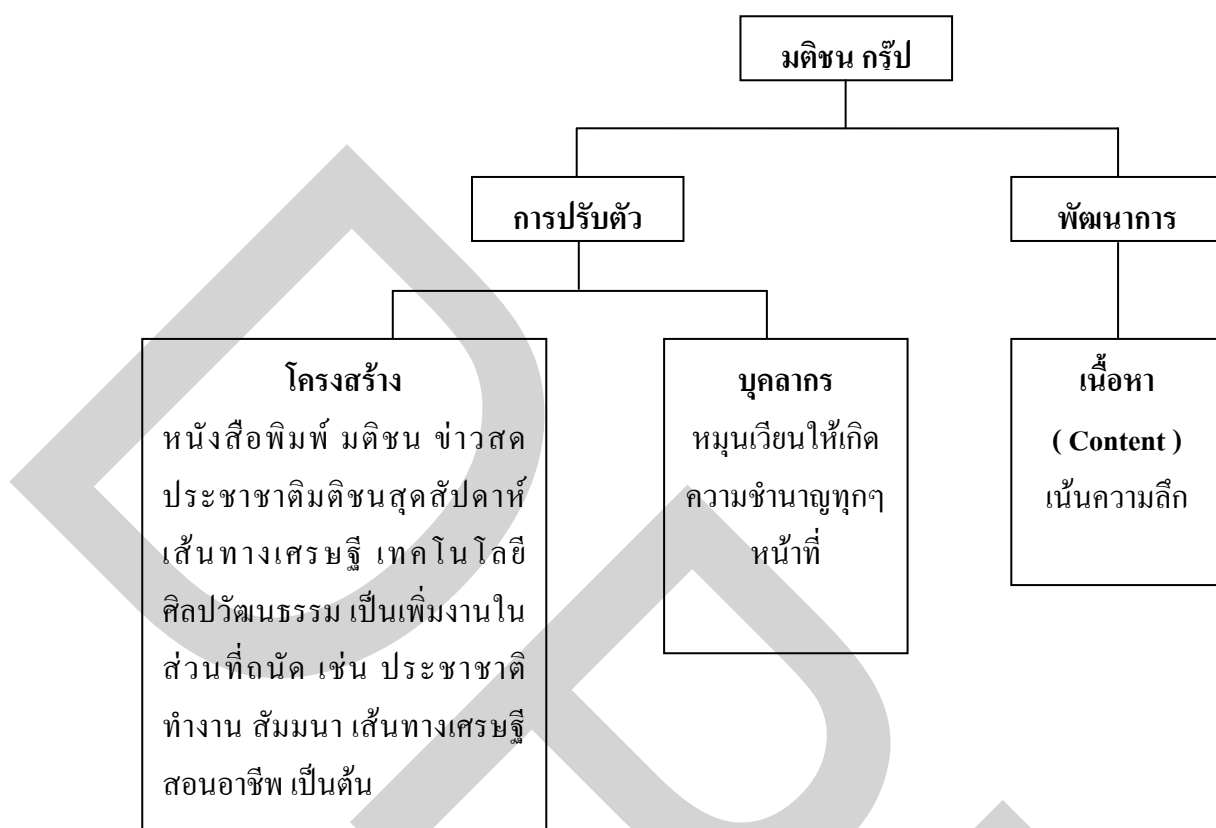 มติชน กรุ๊ป
การปรับตัว
พัฒนาการ
โครงสร้าง
หนังสือพิมพ์ มติชน ข่าวสด
ประชาชาติมติชนสุดสัปดาห์
เส้นทางเศรษฐี เทคโนโลยี
ศิลปวัฒนธรรม เป็นเพิ่มงานใน
ส่วนที่ถนัด เช่น ประชาชาติ
ทำงาน สัมมนา เส้นทางเศรษฐี
สอนอาชีพ เป็นต้น
บุคลากร
หมุนเวียนให้เกิด
ความชำนาญทุกๆ
หน้าที่
เนื้อหา
( Content )
เน้นความลึก